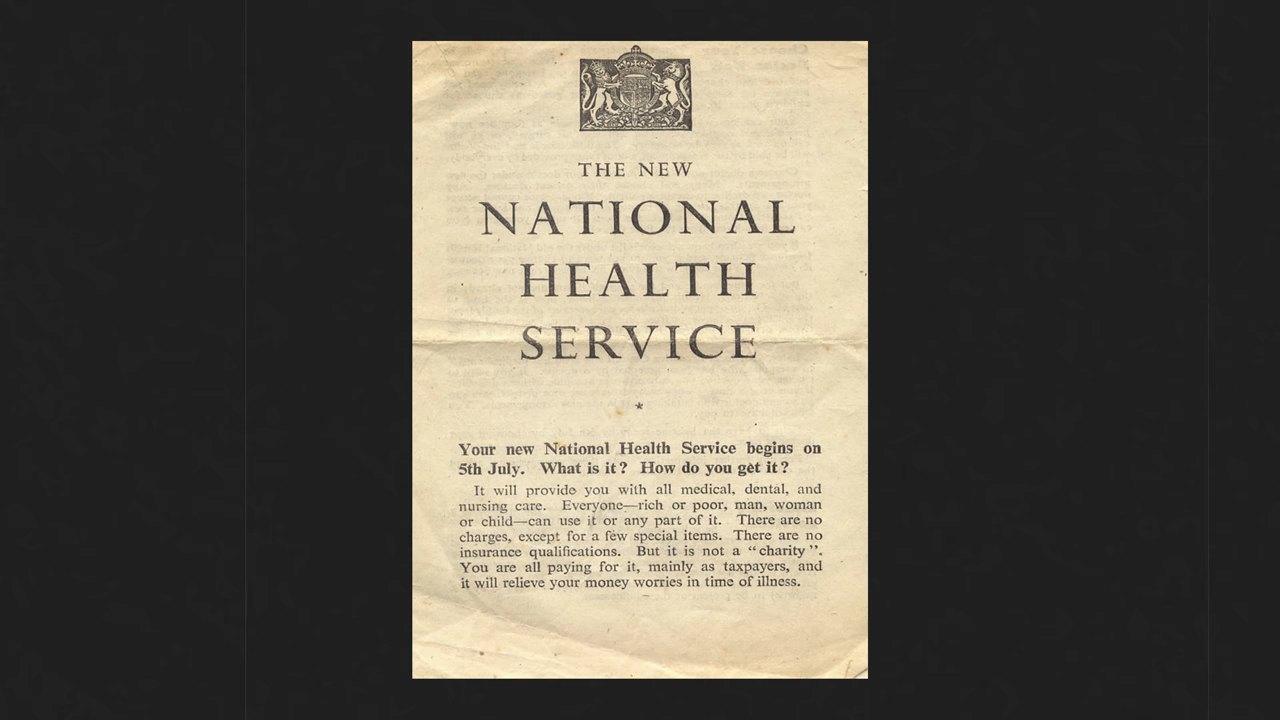 THE NEW
NATIONAL
HEALTH
SERVICE
*
Your new National Health Service begins on
5th July. What is it? How do you get it?
It will provide you with all medical, dental, and
nursing care. Everyone—rich or poor, man, woman
or child—can use it or any part of it. There are no
charges, except for a few special items. There are no
insurance qualifications. But it is not a “charity”.
You are all paying for it, mainly as taxpayers, and
it will relieve your money worries in time of illness.